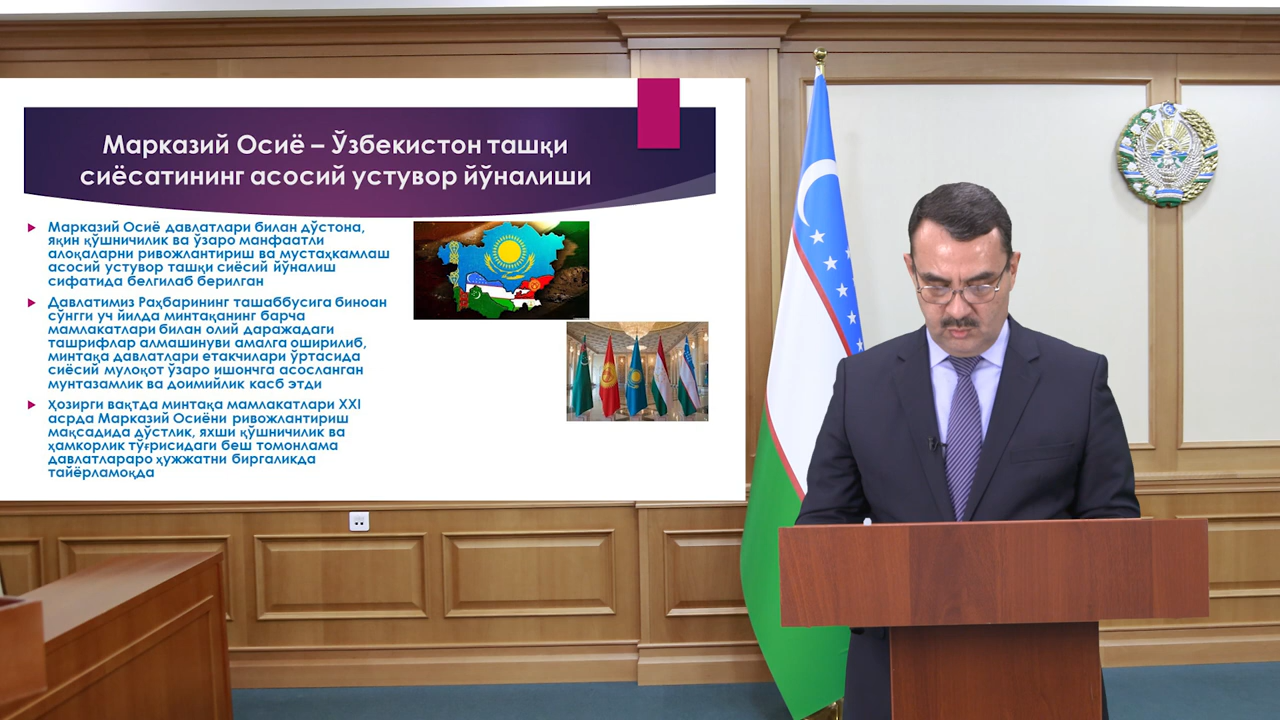 Марказий Осиё – Ўзбекистон ташқи
сиёсатининг асосий устувор йўналиши
Марказий Осиё давлатлари билан дўстона,
яқин қўшничилик ва ўзаро манфаатли
алоқаларни ривожлантириш ва мустаҳкамлаш
асосий устувор ташқи сиёсий йўналиш
сифатида белгилаб берилган
Давлатимиз Раҳбарининг ташаббусига биноан
сўнгги уч йилда минтақанинг барча
мамлакатлари билан олий даражадаги
ташрифлар алмашинуви амалга оширилиб,
минтақа давлатлари етакчилари ўртасида
сиёсий мулоқот ўзаро ишончга асосланган
мунтазамлик ва доимийлик касб этди
Ҳозирги вақтда минтақа мамлакатлари XXI
асрда Марказий Осиёни ривожлантириш
мақсадида дўстлик, яхши қўшничилик ва
ҳамкорлик тўғрисидаги беш томонлама
давлатлараро ҳужжатни биргаликда
тайёрламоқда